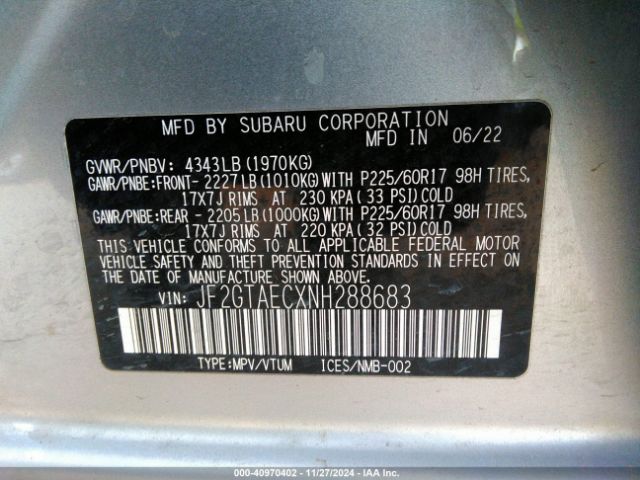 MFD BY SUBARU CORPORATION
MFD IN 06/22
GVWR/PNBV: 4343LB (1970KG)
GAWR/PNBE:FRONT- 2227LB (1010KG) WITH P225/60R17 98H TIRES,
17X7J RIMS AT 230 KPA( 33 PSI) COLD
GAWR/PNBE:REAR - 2205LB (1000KG) WITH P225/60R17 98H TIRES,
17X7J RIMS AT 220 KPA( 32 PSI) COLD
THIS VEHICLE CONFORMS TO ALL APPLICABLE FEDERAL MOTOR
VEHICLE SAFETY AND THEFT PREVENTION STANDARDS IN EFFECT ON
THE DATE OF MANUFACTURE SHOWN ABOVE.
VIN: JF2GTAECXNH288683
TYPE:MPV/VTUM ICES/NMB-002
000-40970402 - 11/27/2024 - IAA Inc.